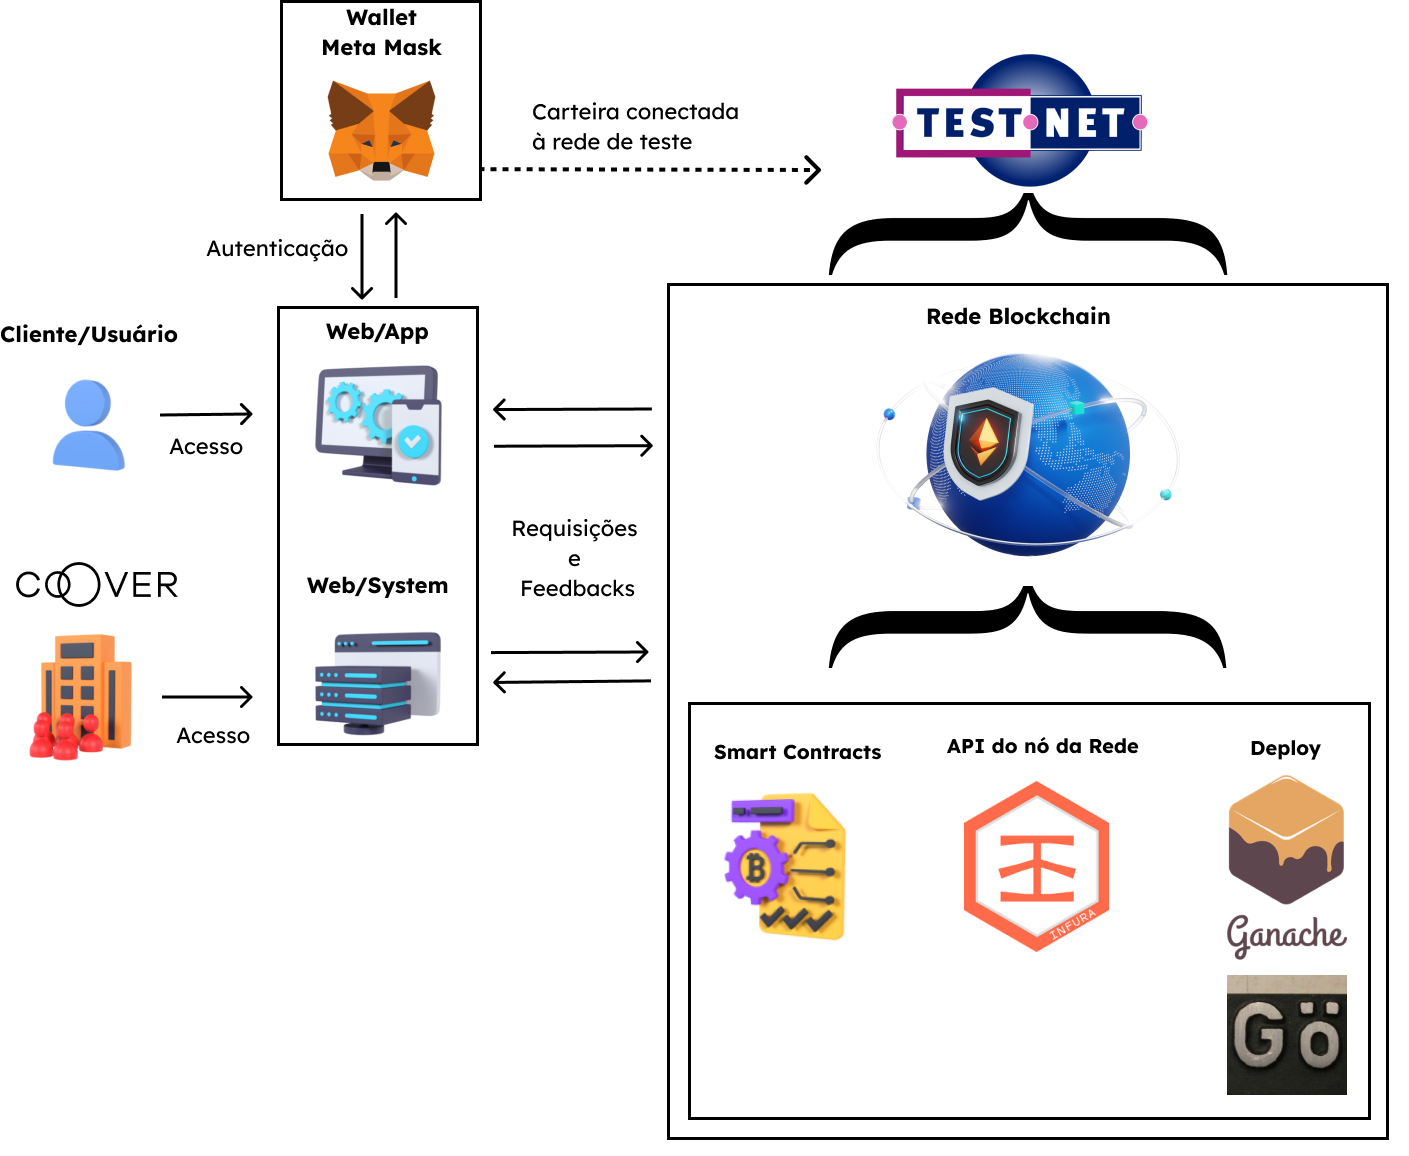 Wallet
Meta Mask
Carteira conectada
à rede de teste
TEST NET
Autenticação
Cliente/Usuário
Web/App
Acesso
Rede Blockchain
Requisições
e
Feedbacks
COOVER
Web/System
Acesso
Smart Contracts
API do nó da Rede
Deploy
INFURA
Ganache
Gö